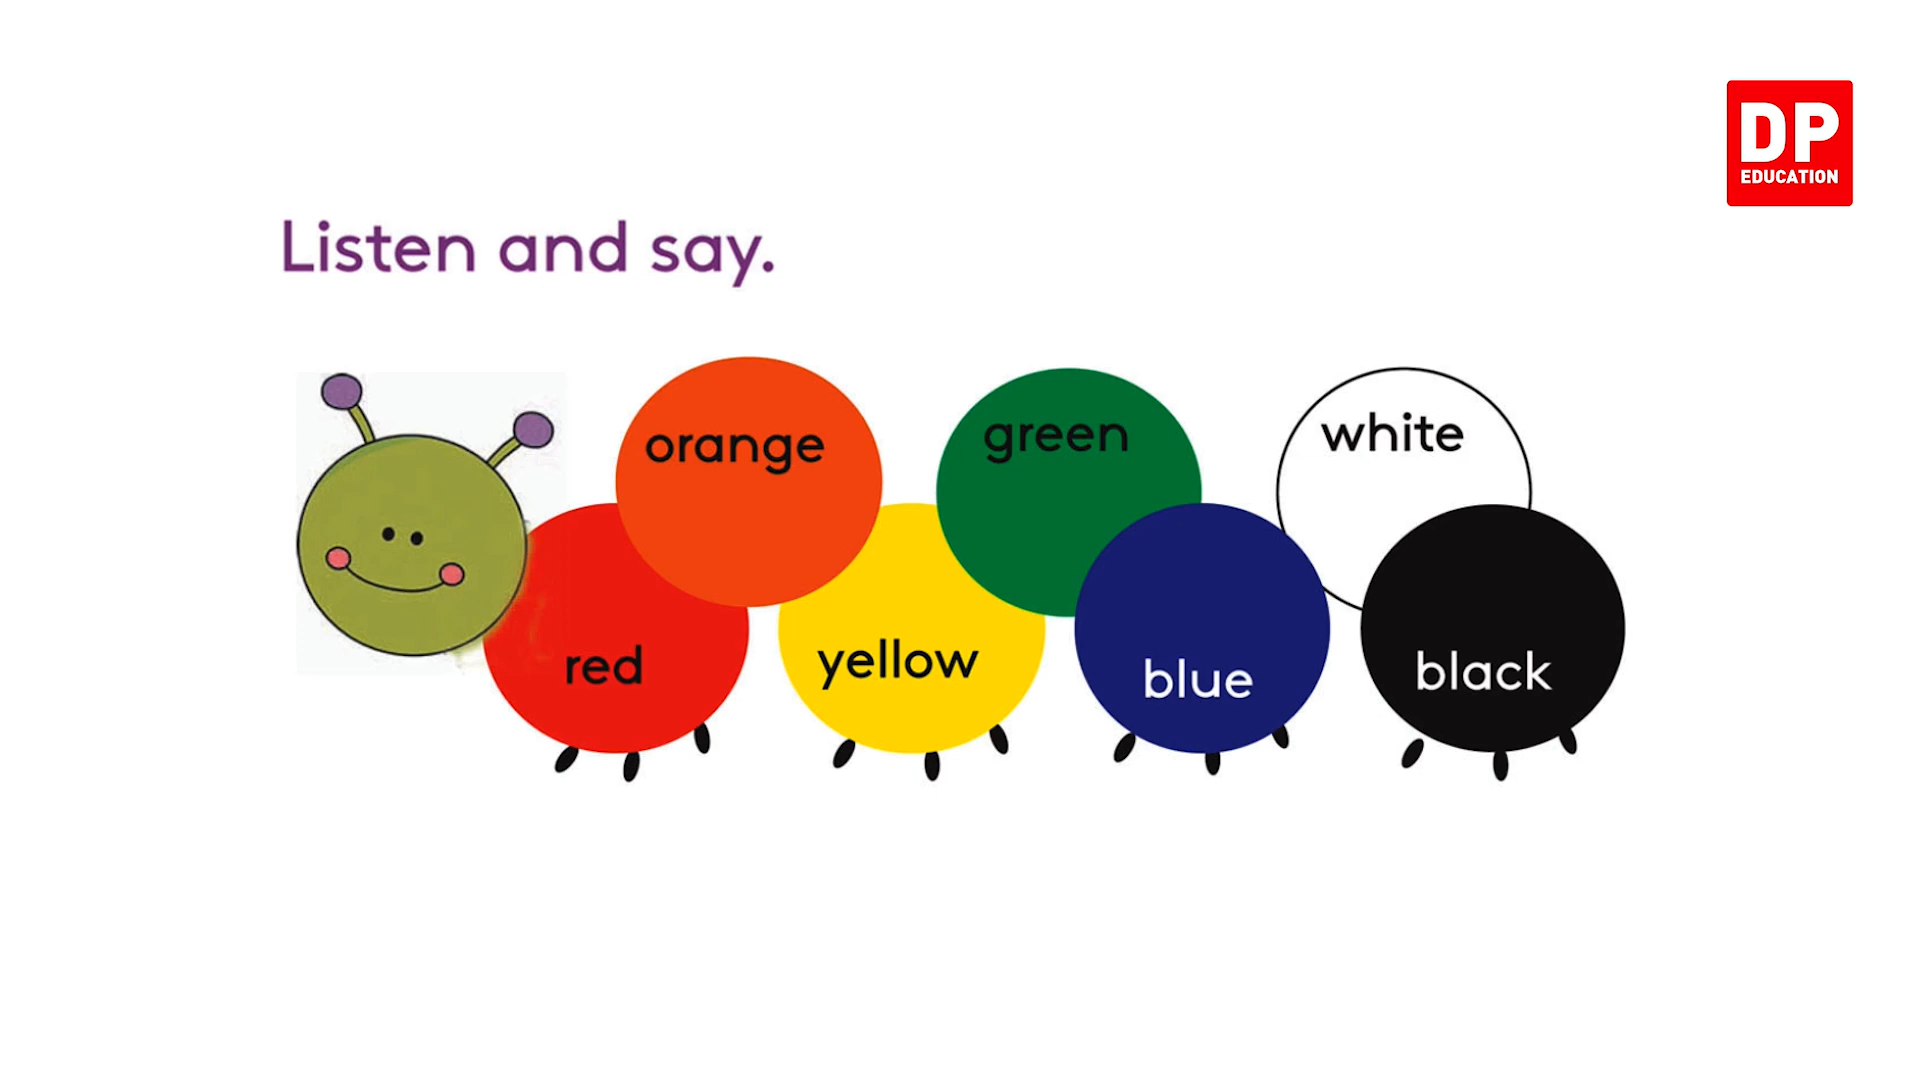 DP
EDUCATION
Listen and say.
orange
green
white
red
yellow
blue
black